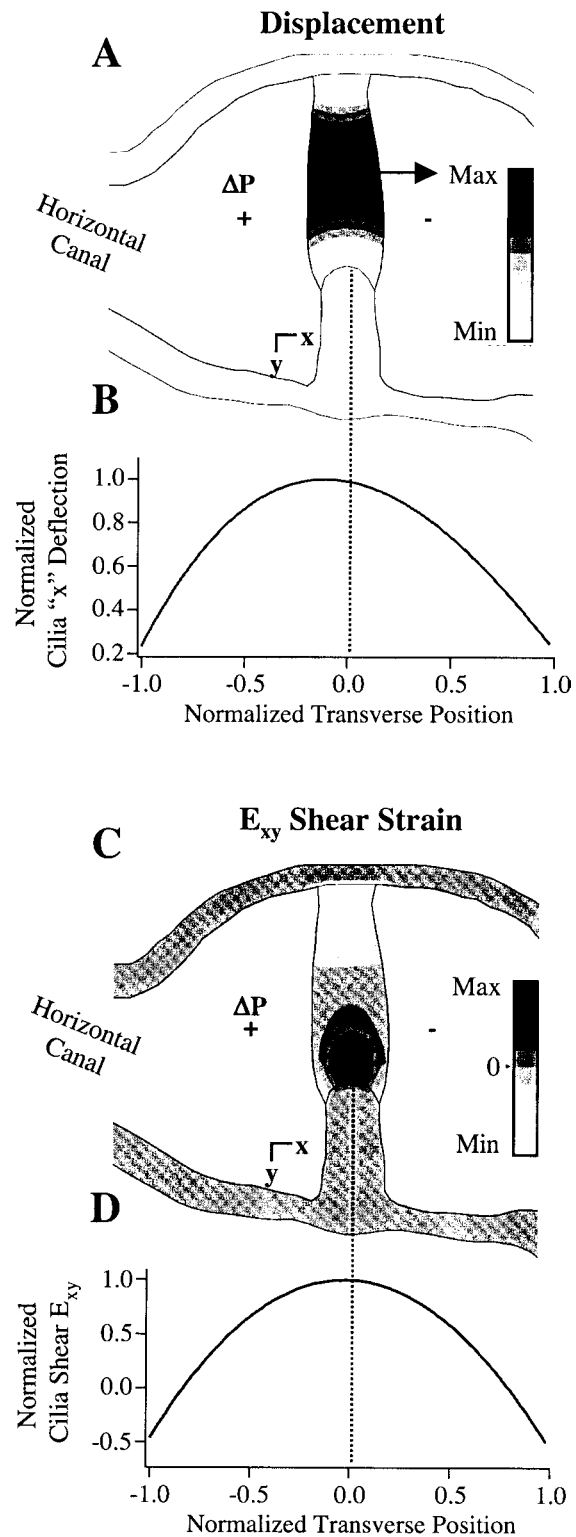 Displacement
A
Max
ΔP
+
-
Horizontal
Canal
Min
x
y
B
Normalized
Cilia “x” Deflection
1.0
0.8
0.6
0.4
0.2
-1.0 -0.5 0.0 0.5 1.0
Normalized Transverse Position
Exy Shear Strain
C
Max
ΔP
+
-
0
Horizontal
Canal
Min
x
y
D
Normalized
Cilia Shear Exy
1.0
0.5
0.0
-0.5
-1.0 -0.5 0.0 0.5 1.0
Normalized Transverse Position